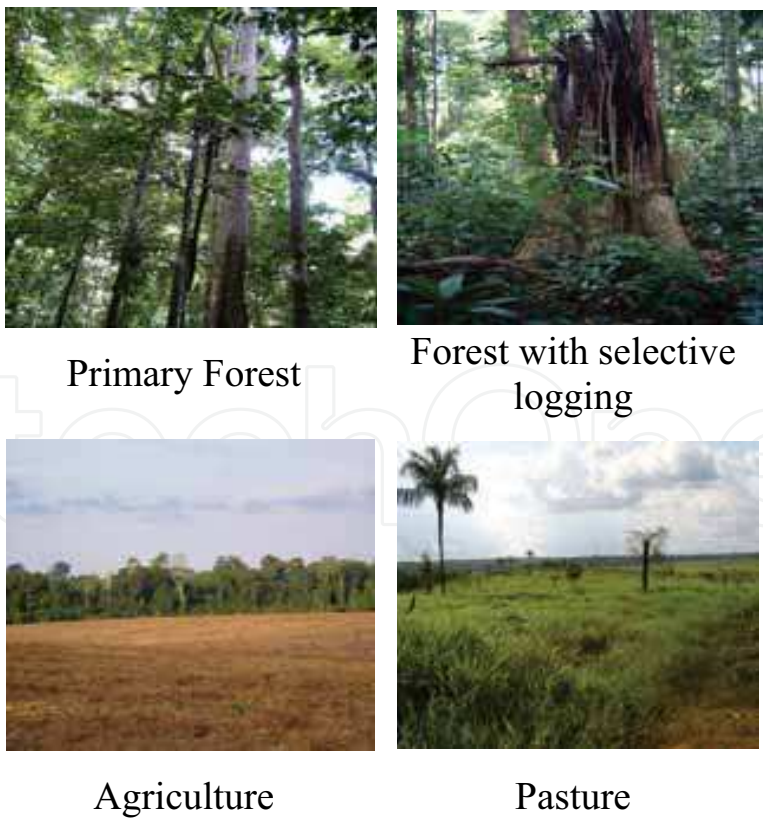 Primary Forest
Forest with selective
logging
Agriculture
Pasture